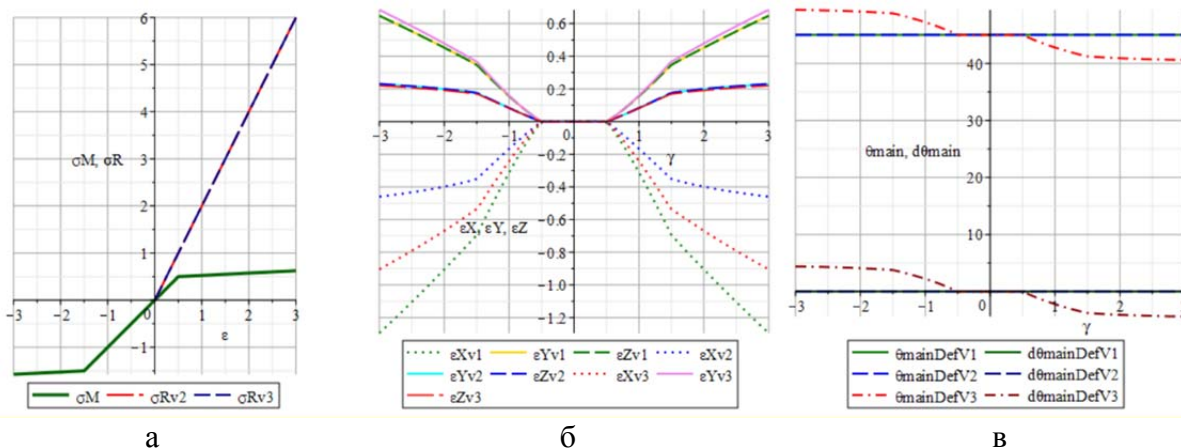 6
5
4
σM, σR
3
2
1
−3 −2 −1 0 1 2 3
ε
−1
σM σRv2 σRv3
0.6
0.4
0.2
−3 −2 −1 0 1 2 3
γ
−0.2
−0.4
−0.6
εX, εY, εZ
−0.8
−1.0
−1.2
εXv1 εYv1 εZv1 εXv2
εYv2 εZv2 εXv3 εYv3
εZv3
40
30
θmain, dθmain
20
10
−3 −2 −1 0 1 2
γ
θmainDefV1 dθmainDefV1
θmainDefV2 dθmainDefV2
θmainDefV3 dθmainDefV3
а б в